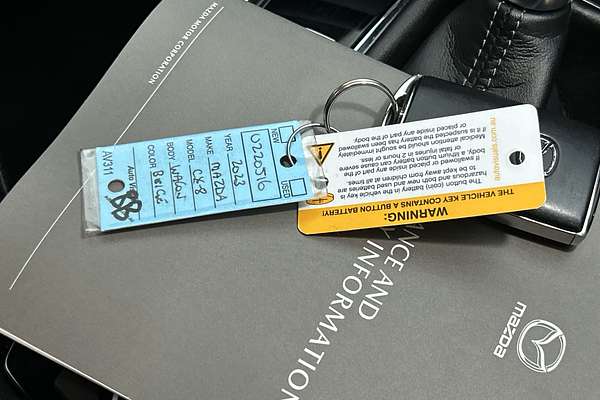 MAZDA MOTOR CORPORATION
NEW
USED
U220516
YEAR 2023
MAKE MAZDA
MODEL CX-8
BODY WAGON
COLOR BEIGE
888
AV311
WARNING:
THE VEHICLE KEY CONTAINS A BUTTON BATTERY!
The button (coin) battery the vehicle key is
hazardous and new and used batteries are
to be kept away from children at all times.
If swallowed or placed inside any part of the
body, a lithium button battery can cause severe
or fatal injuries in 2 hours or less.
Medical attention should be sought immediately
if it is suspected the battery has been swallowed
or placed inside any part of the body
ANCE AND
Y INFORMATION
mazda